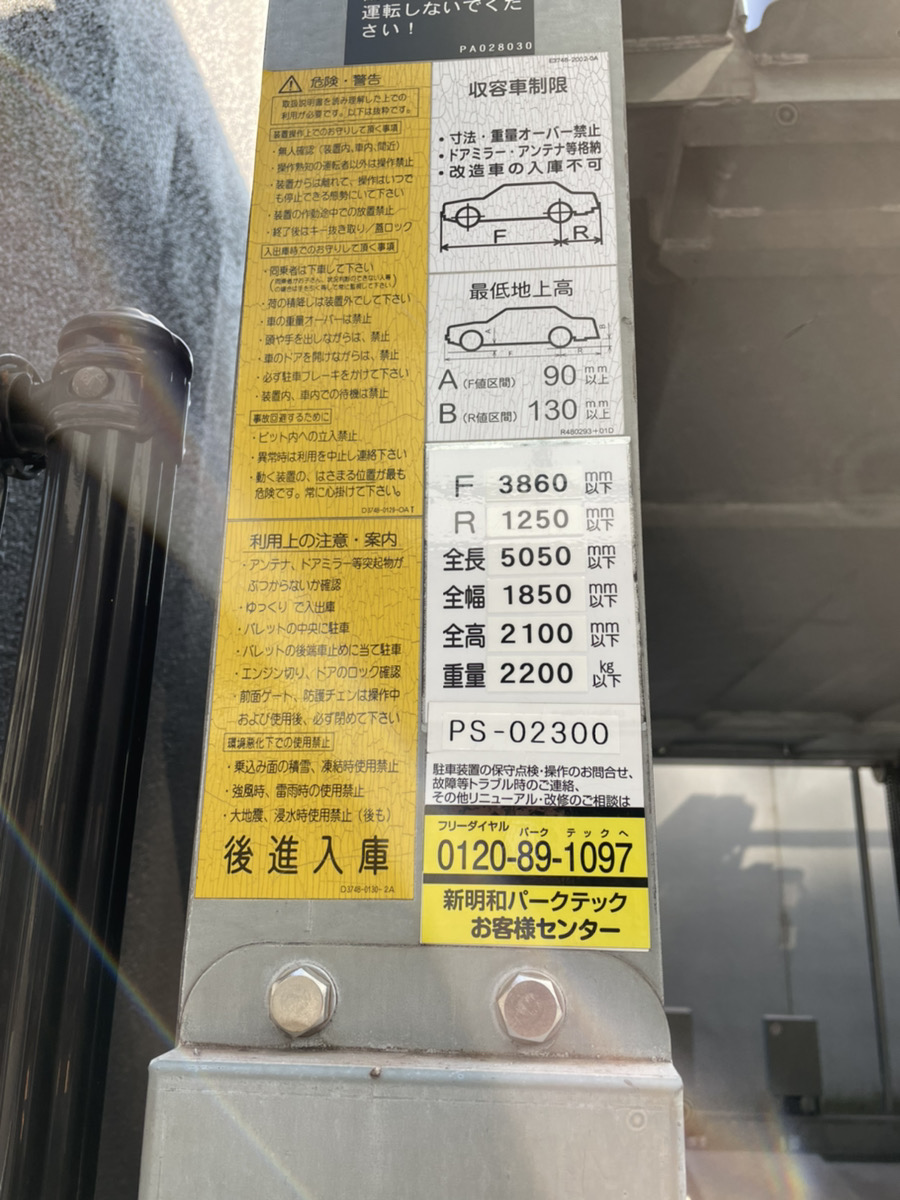 運転しないでくだ
さい！
PA028030
危険・警告
取扱説明書を読み理解した上での
利用が必要です。以下は抜粋です。
装置操作上でのお守りして頂く事項
・無人確認（装置内、車内、間近）
・操作熟知の運転者以外は操作禁止
・装置からは離れて、操作はいつで
も停止できる態勢にいて下さい
・装置の作動途中での放置禁止
・終了後はキー抜き取り／蓋ロック
入出庫時でのお守りして頂く事項
・同乗者は下車して下さい
・荷の積降しは装置外でして下さい
・車の重量オーバーは禁止
・頭や手を出しながらは、禁止
・車のドアを開けながらは、禁止
・必ず駐車ブレーキをかけて下さい
・装置内、車内での待機は禁止
事故回避するために
・ピット内への立入禁止
・異常時は利用を中止し連絡下さい
・動く装置の、はさまる位置が最も
危険です。常に心掛けて下さい。
利用上の注意・案内
・アンテナ、ドアミラー等突起物が
ぶつからないか確認
・ゆっくり で入出庫
・パレットの中央に駐車
・パレットの後端車止めに当て駐車
・エンジン切り、ドアのロック確認
・前面ゲート、防護チェンは操作中
および使用後、必ず閉めて下さい
環境悪化下での使用禁止
・乗込み面の積雪、凍結時使用禁止
・強風時、雷雨時の使用禁止
・大地震、浸水時使用禁止（後も）
後進入庫
D3748-0130-2A
E3748-2002-0A
収容車制限
・寸法・重量オーバー禁止
・ドアミラー・アンテナ等格納
・改造車の入庫不可
F R
最低地上高
A B
F R
A（F値区間） 90 mm以上
B（R値区間） 130 mm以上
R480293-01D
F 3860 mm以下
R 1250 mm以下
全長 5050 mm以下
全幅 1850 mm以下
全高 2100 mm以下
重量 2200 kg以下
PS-02300
駐車装置の保守点検・操作のお問合せ、
故障等トラブル時のご連絡、
その他リニューアル・改修のご相談は
フリーダイヤル パーク テックへ
0120-89-1097
新明和パークテック
お客様センター